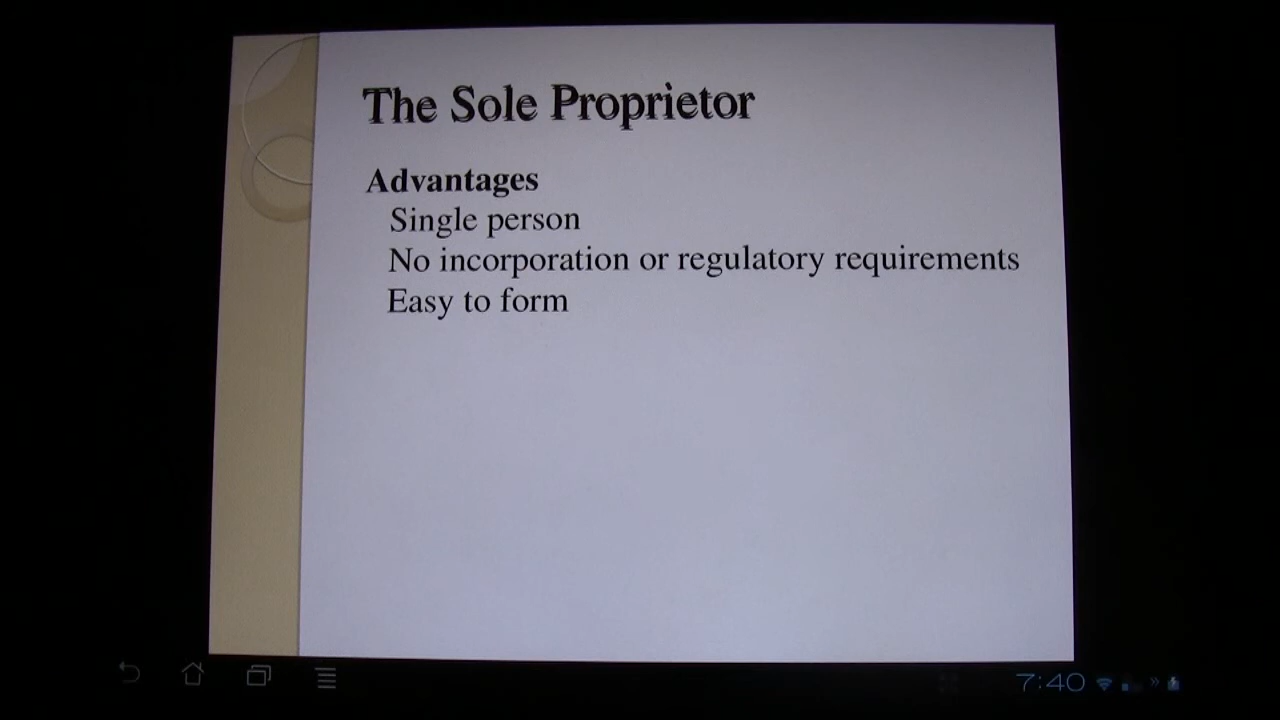 The Sole Proprietor
Advantages
Single person
No incorporation or regulatory requirements
Easy to form
7:40